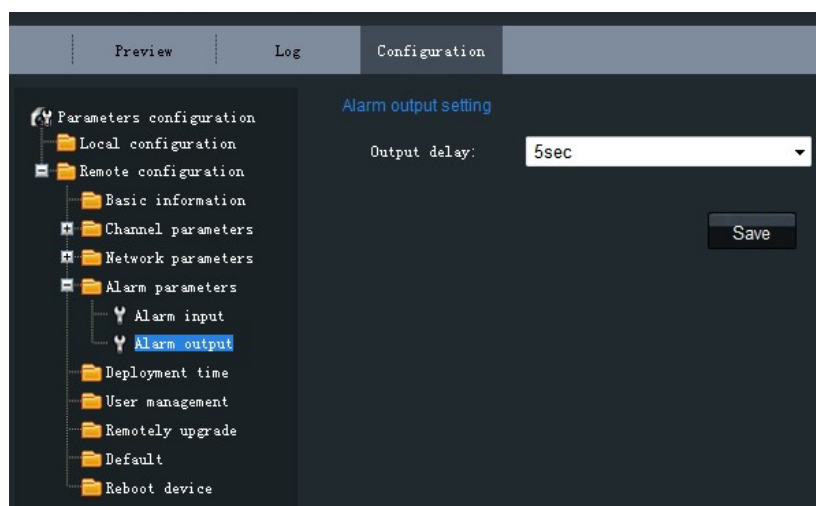 Preview Log Configuration
Parameters configuration
Local configuration
Remote configuration
Basic information
Channel parameters
Network parameters
Alarm parameters
Alarm input
Alarm output
Deployment time
User management
Remotely upgrade
Default
Reboot device
Alarm output setting
Output delay: 5sec
Save